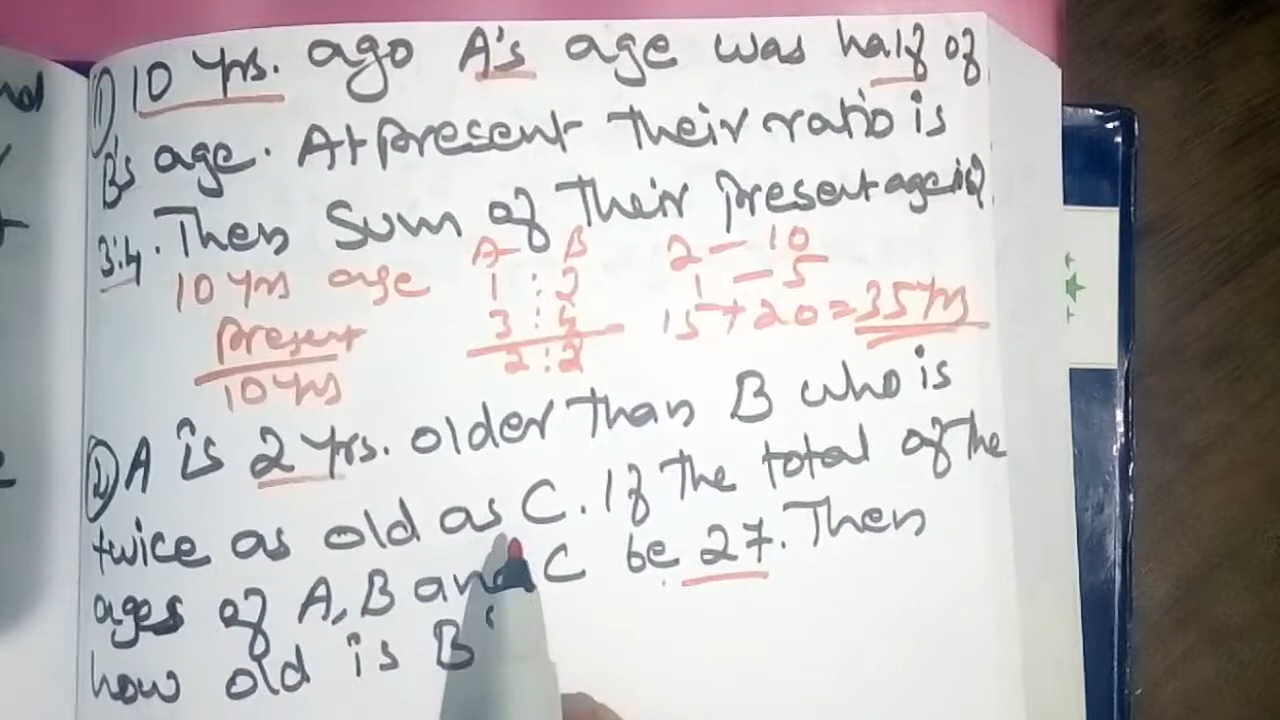 1) 10 yrs. ago A's age was half of
B's age. At present their ratio is
3:4. Then sum of their present age is?
10 yrs age
A B
1 : 2
2 - 10
Present
3 : 4
1 - 5
10 yrs
2 : 2
15 + 20 = 35 yrs
2) A is 2 yrs. older than B who is
twice as old as C. If the total of the
ages of A, B and C be 27. Then
how old is B